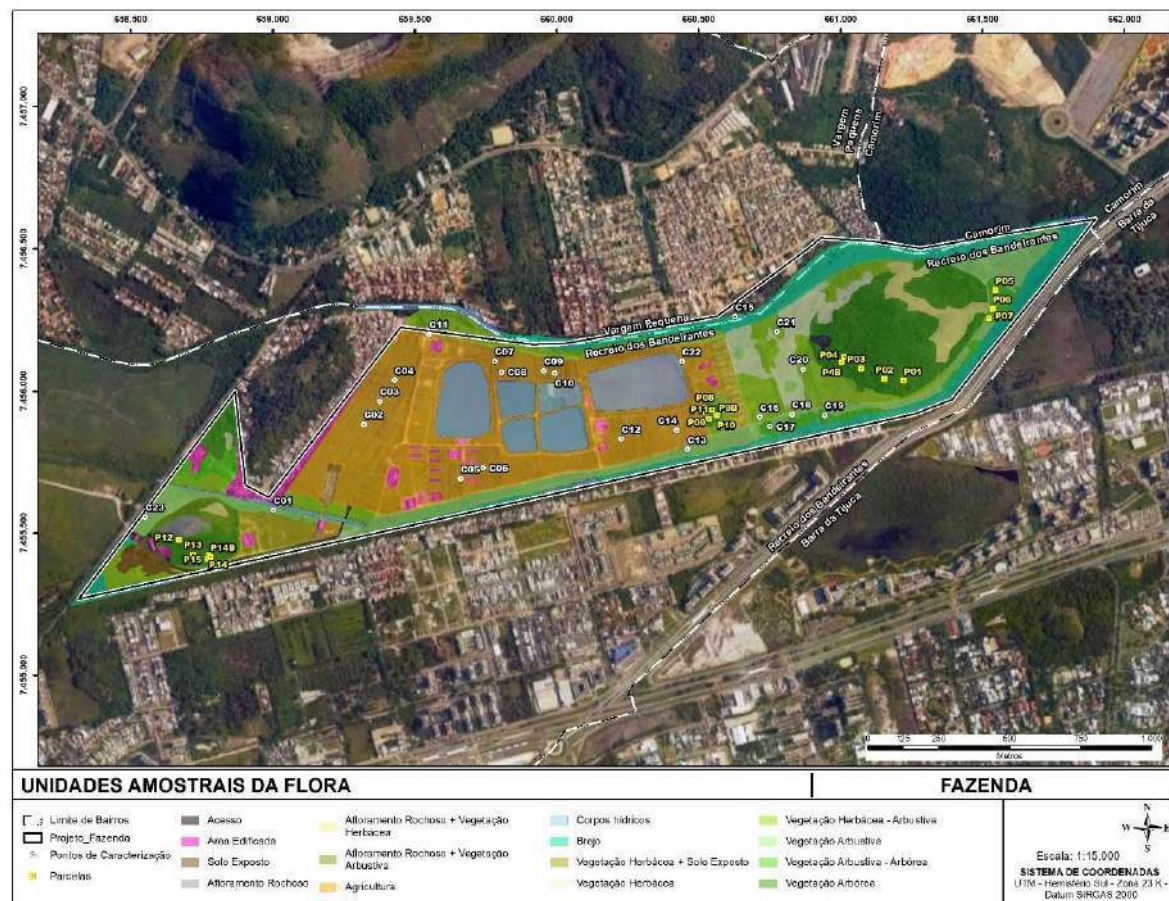 658.500 659.000 659.500 660.000 660.500 661.000 661.500 662.000
7.457.000
7.456.500
7.456.000
7.455.500
7.455.000
Vargem Pequena
Camorim
Camorim
Barra da Tijuca
Camorim
Recreio dos Bandeirantes
Vargem Pequena
Recreio dos Bandeirantes
Recreio dos Bandeirantes
Barra da Tijuca
P05
P06
P07
C15
C21
C11
C07
C09
C22
C20
P04
P03
P02
P01
C04
C08
C10
C03
C02
P08
P11
P10
C16
C18
C19
C17
C14
C12
C13
C05
C06
C01
C23
P12
P13
P14B
P15
P14
0 125 250 500 750 1.000
Metros
UNIDADES AMOSTRAIS DA FLORA
FAZENDA
Limite de Bairros
Projeto_Fazenda
Pontos de Caracterização
Parcelas
Acesso
Área Edificada
Solo Exposto
Afloramento Rochoso
Afloramento Rochoso + Vegetação Herbácea
Afloramento Rochoso + Vegetação Arbustiva
Agricultura
Corpos hídricos
Brejo
Vegetação Herbácea + Solo Exposto
Vegetação Herbácea
Vegetação Herbácea - Arbustiva
Vegetação Arbustiva
Vegetação Arbustiva - Arbórea
Vegetação Arbórea
N
W
S
Escala: 1:15.000
SISTEMA DE COORDENADAS
UTM - Hemisfério Sul - Zona 23 K -
Datum SIRGAS 2000